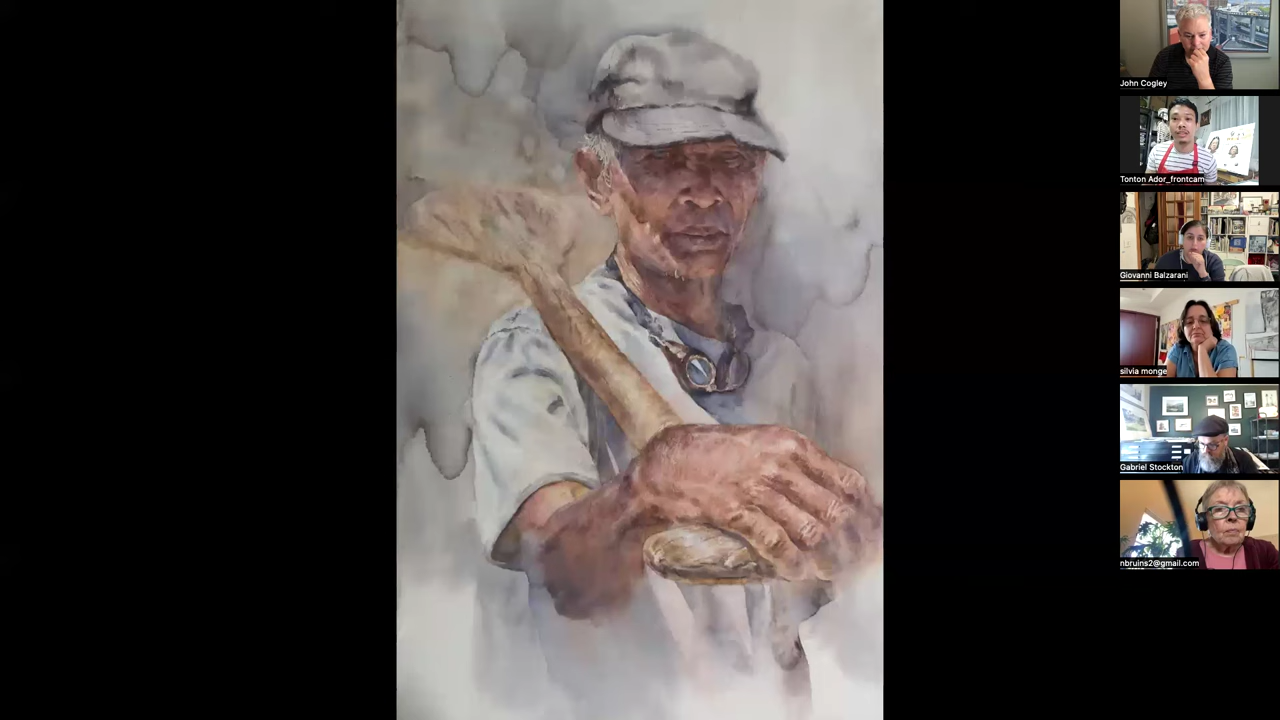 John Cogley
Tonton Ador_frontcam
Giovanni Balzarani
silvia monge
Gabriel Stockton
nbruins2@gmail.com